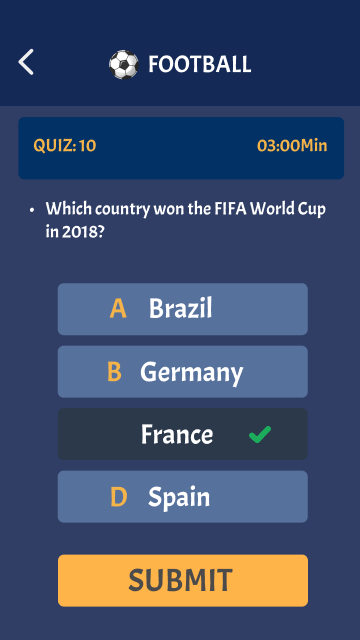 FOOTBALL
QUIZ: 10 03:00Min
• Which country won the FIFA World Cup
in 2018?
A Brazil
B Germany
France
D Spain
SUBMIT